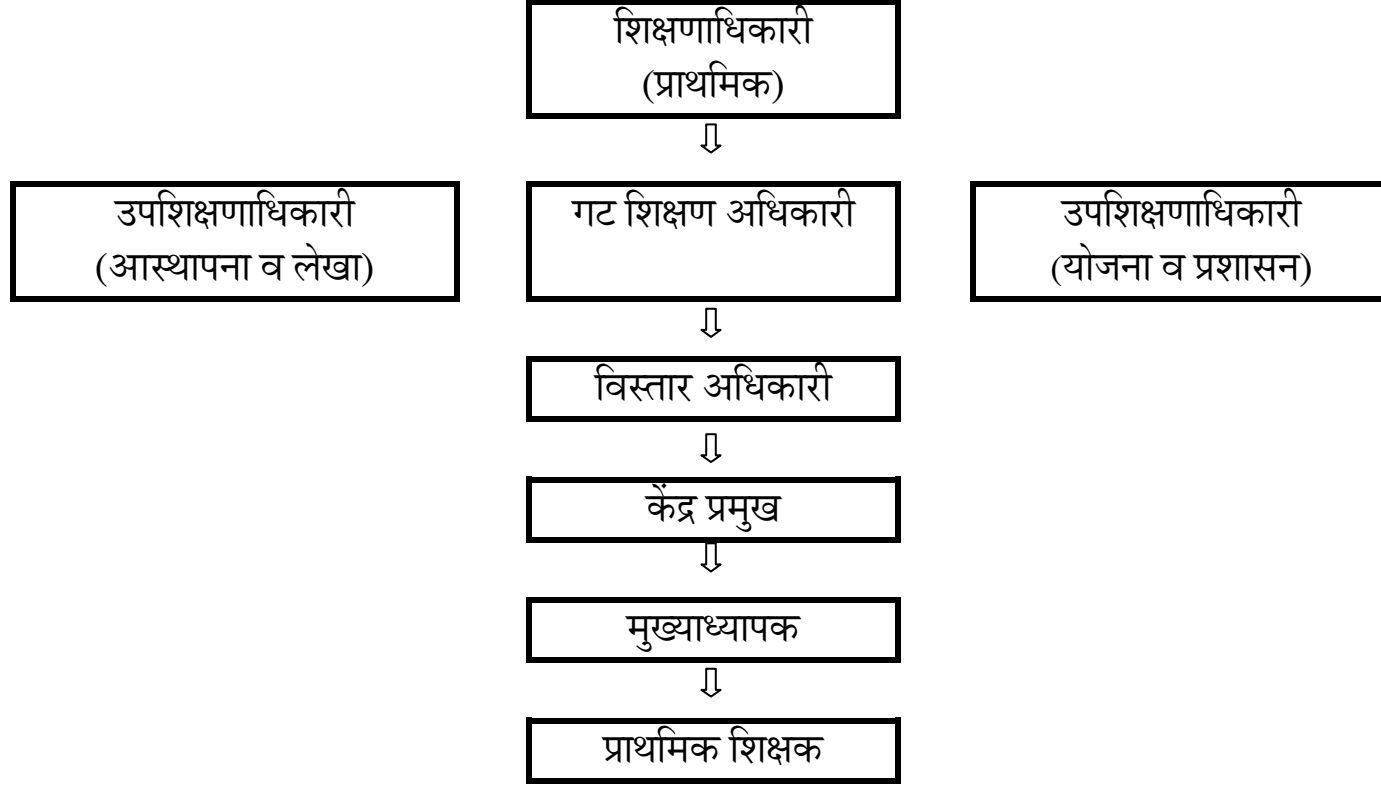 शिक्षणाधिकारी
(प्राथमिक)
उपशिक्षणाधिकारी
(आस्थापना व लेखा)
गट शिक्षण अधिकारी
उपशिक्षणाधिकारी
(योजना व प्रशासन)
विस्तार अधिकारी
केंद्र प्रमुख
मुख्याध्यापक
प्राथमिक शिक्षक